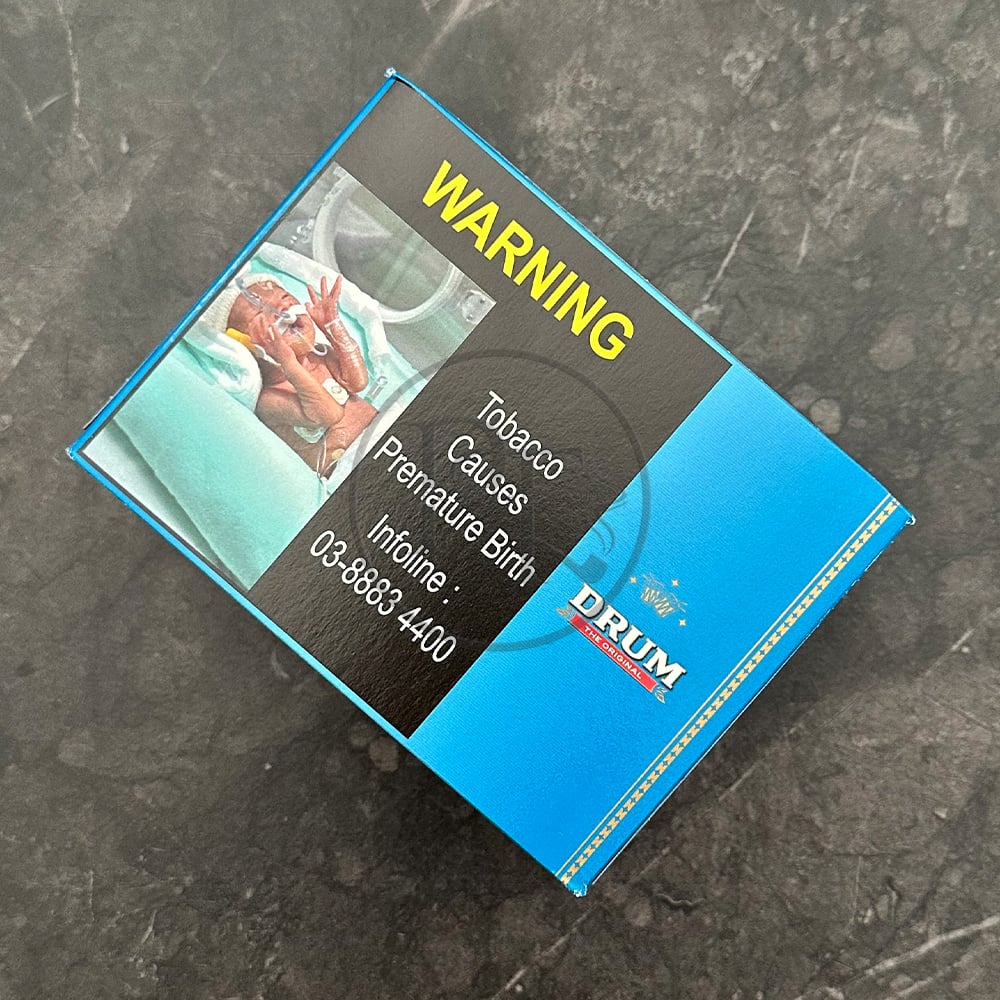 WARNING
Tobacco
Causes
Premature Birth
Infoline :
03-8883 4400
DRUM
THE ORIGINAL